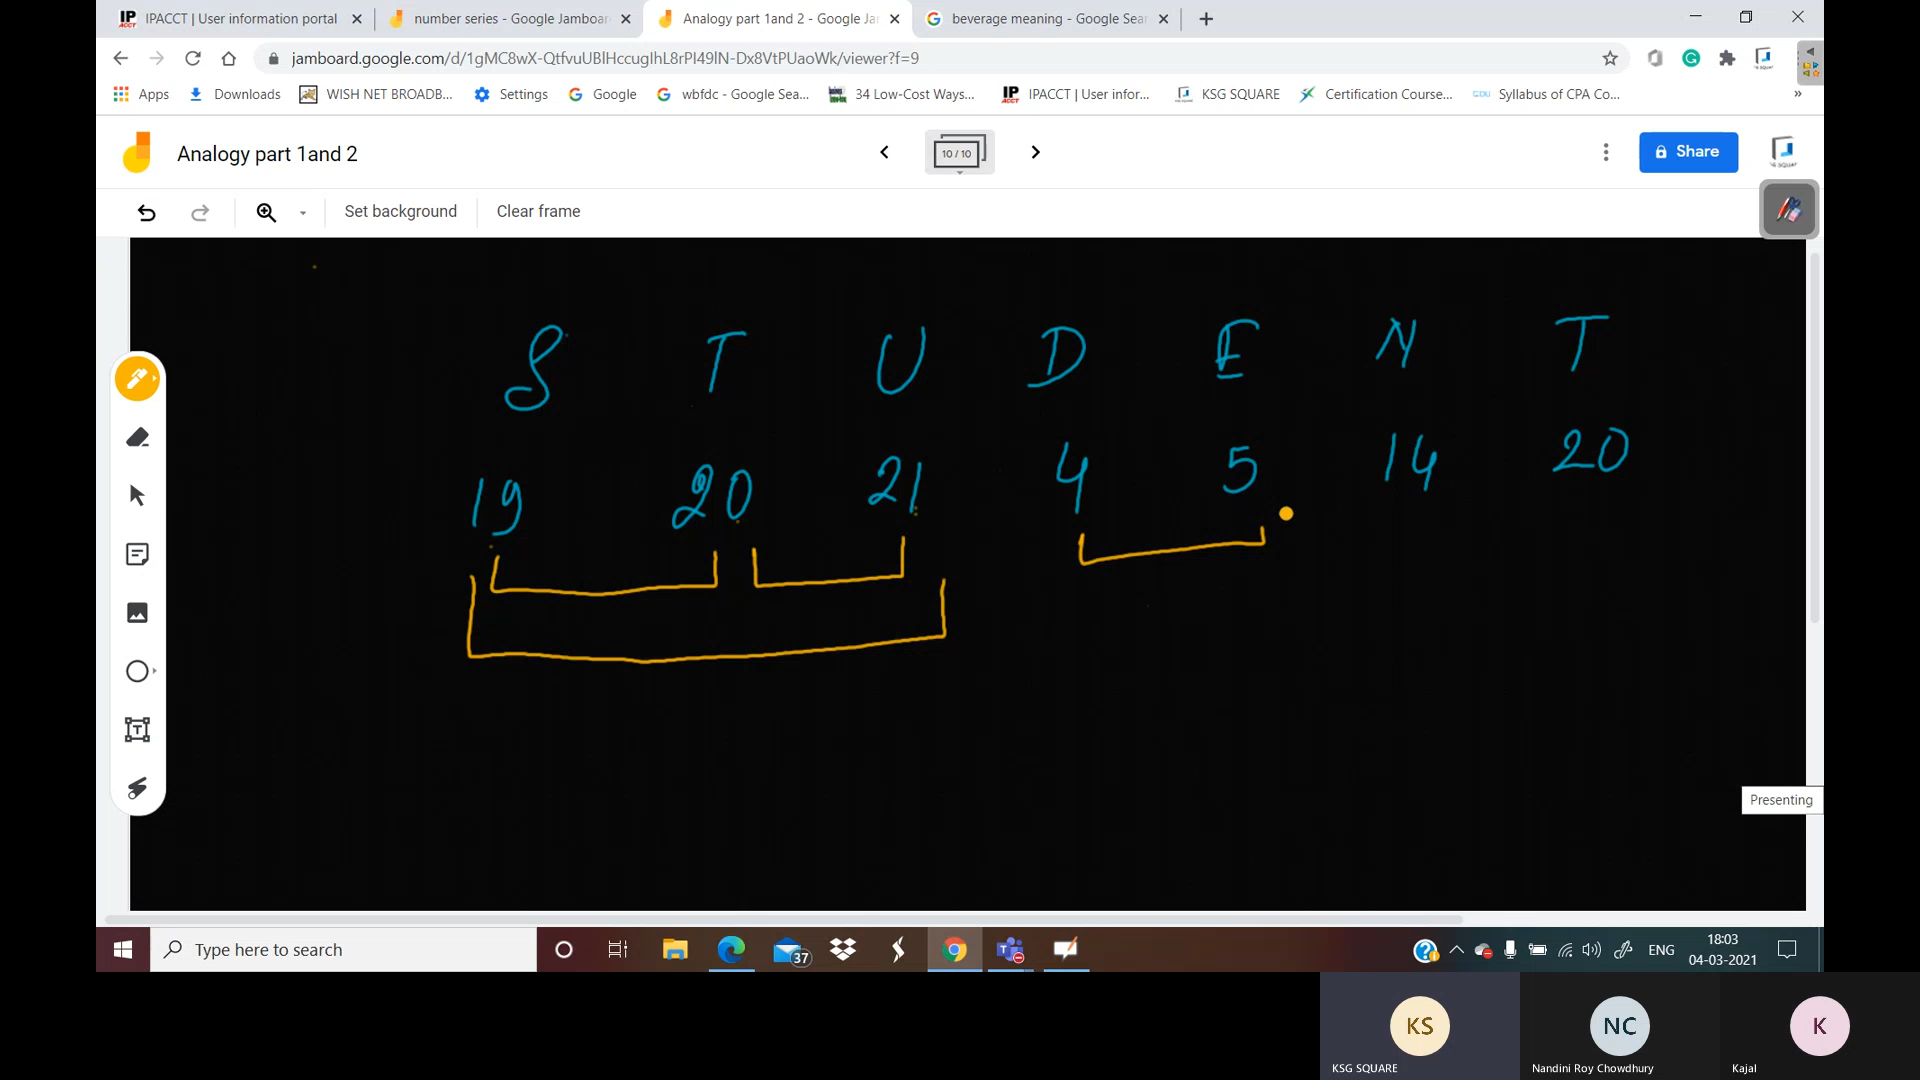 IPACCT | User information portal
number series - Google Jamboar
Analogy part 1and 2 - Google Ja
beverage meaning - Google Sea
jamboard.google.com/d/1gMC8wX-QtfvuUBlHccugIhL8rPI49lN-Dx8VtPUaoWk/viewer?f=9
Apps Downloads WISH NET BROADB... Settings Google wbfdc - Google Sea... 34 Low-Cost Ways... IPACCT | User infor... KSG SQUARE Certification Course... Syllabus of CPA Co... »
Analogy part 1and 2
10 / 10
Share
Set background Clear frame
S T U D E N T
19 20 21 4 5 14 20
Presenting
Type here to search
37
ENG
18:03
04-03-2021
KS NC K
KSG SQUARE Nandini Roy Chowdhury Kajal